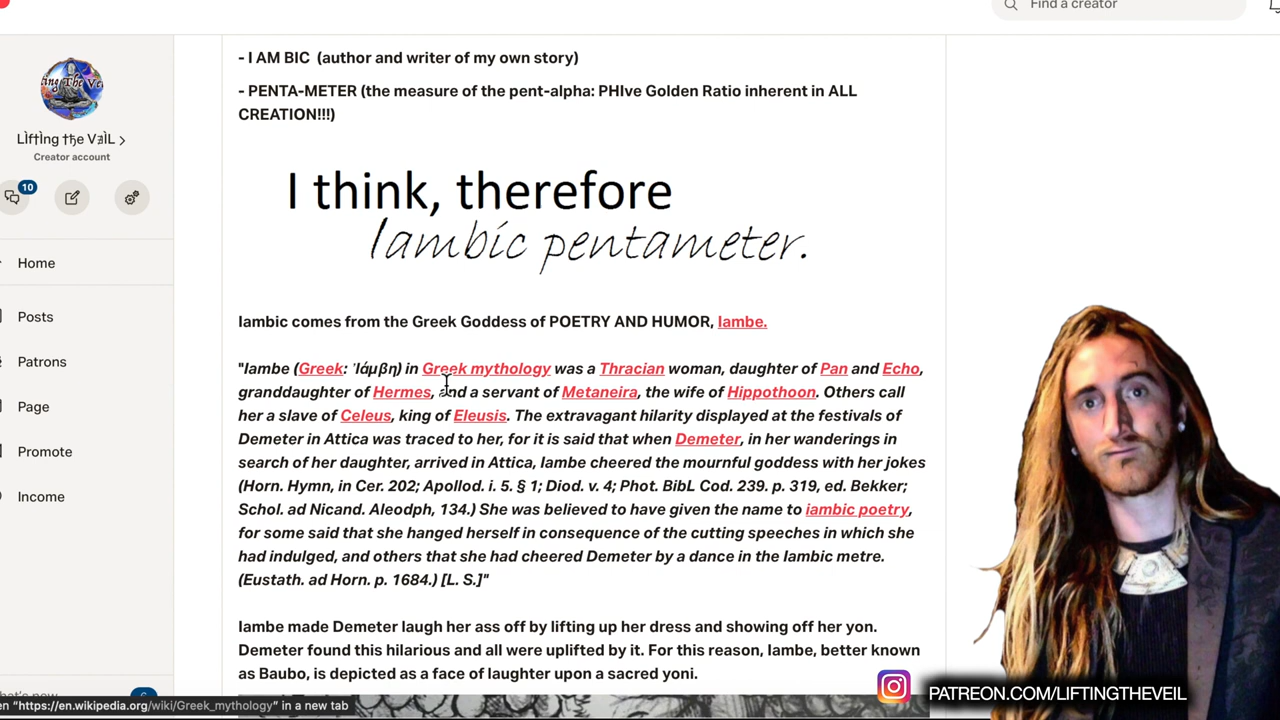 Find a creator
- I AM BIC (author and writer of my own story)
- PENTA-METER (the measure of the pent-alpha: PHIve Golden Ratio inherent in ALL
CREATION!!!)
LÌf†Ìng †ђe VƎÌL >
Creator account
10
I think, therefore
Iambic pentameter.
Home
Posts
Patrons
Page
Promote
Income
Iambic comes from the Greek Goddess of POETRY AND HUMOR, Iambe.
"Iambe (Greek: Ἰάμβη) in Greek mythology was a Thracian woman, daughter of Pan and Echo,
granddaughter of Hermes, and a servant of Metaneira, the wife of Hippothoon. Others call
her a slave of Celeus, king of Eleusis. The extravagant hilarity displayed at the festivals of
Demeter in Attica was traced to her, for it is said that when Demeter, in her wanderings in
search of her daughter, arrived in Attica, Iambe cheered the mournful goddess with her jokes
(Horn. Hymn, in Cer. 202; Apollod. i. 5. § 1; Diod. v. 4; Phot. BibL Cod. 239. p. 319, ed. Bekker;
Schol. ad Nicand. Aleodph, 134.) She was believed to have given the name to iambic poetry,
for some said that she hanged herself in consequence of the cutting speeches in which she
had indulged, and others that she had cheered Demeter by a dance in the Iambic metre.
(Eustath. ad Horn. p. 1684.) [L. S.]"
Iambe made Demeter laugh her ass off by lifting up her dress and showing off her yon.
Demeter found this hilarious and all were uplifted by it. For this reason, Iambe, better known
as Baubo, is depicted as a face of laughter upon a sacred yoni.
en "https://en.wikipedia.org/wiki/Greek_mythology" in a new tab
PATREON.COM/LIFTINGTHEVEIL